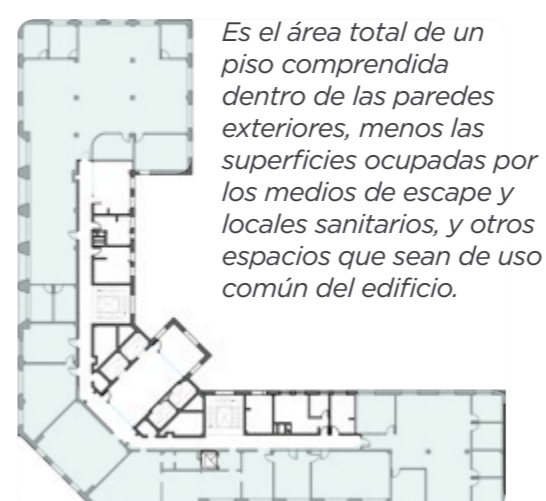 Es el área total de un
piso comprendida
dentro de las paredes
exteriores, menos las
superficies ocupadas por
los medios de escape y
locales sanitarios, y otros
espacios que sean de uso
común del edificio.